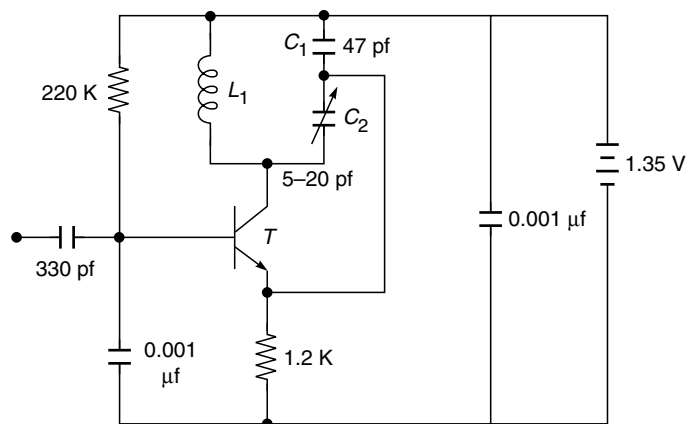 C1 47 pf
220 K
L1
C2
5–20 pf
1.35 V
0.001 μf
T
330 pf
0.001
μf
1.2 K